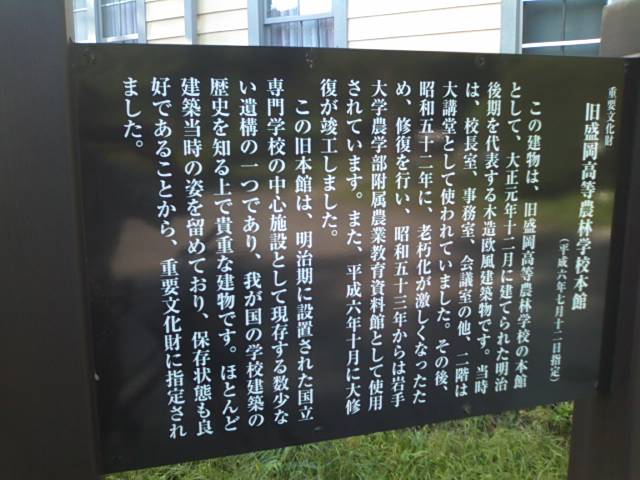 重要文化財
旧盛岡高等農林学校本館
(平成六年七月十二日指定)
この建物は、旧盛岡高等農林学校の本館
として、大正元年十二月に建てられた明治
後期を代表する木造欧風建築物です。当時
は、校長室、事務室、会議室の他、二階は
大講堂として使われていました。その後、
昭和五十二年に、老朽化が激しくなったた
め、修復を行い、昭和五十三年からは岩手
大学農学部附属農業教育資料館として使用
されています。また、平成六年十月に大修
復が竣工しました。
この旧本館は、明治期に設置された国立
専門学校の中心施設として現存する数少な
い遺構の一つであり、我が国の学校建築の
歴史を知る上で貴重な建物です。ほとんど
建築当時の姿を留めており、保存状態も良
好であることから、重要文化財に指定され
ました。